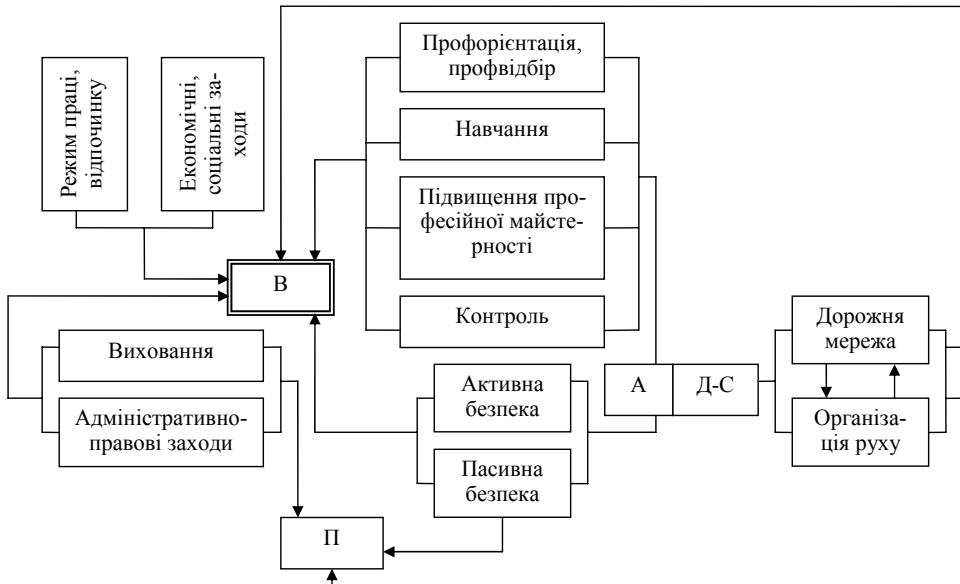 Режим праці,
відпочинку
Економічні,
соціальні за-
ходи
Профорієнтація,
профвідбір
Навчання
Підвищення про-
фесійної майсте-
рності
Контроль
В
Виховання
Адміністративно-
правові заходи
Активна
безпека
Пасивна
безпека
А
Д-С
Дорожня
мережа
Організа-
ція руху
П